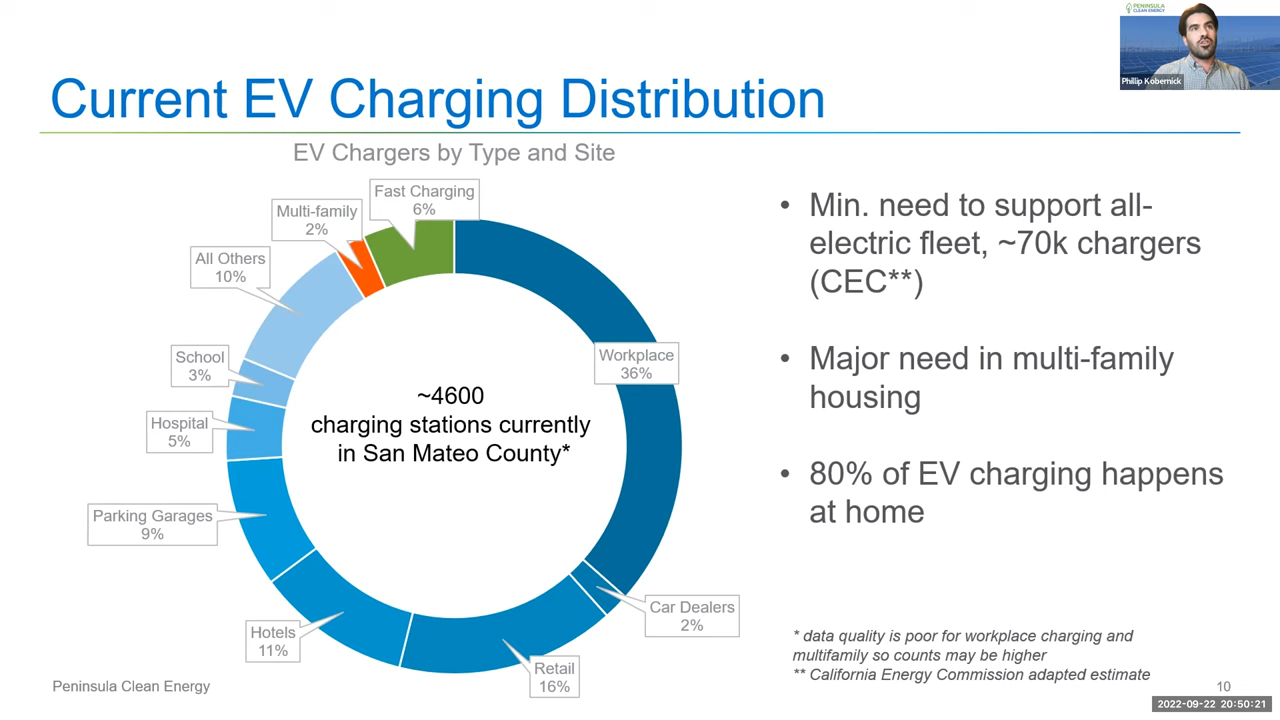 PENINSULA
CLEAN ENERGY
Phillip Kobernick
Current EV Charging Distribution
EV Chargers by Type and Site
Fast Charging
6%
Multi-family
2%
All Others
10%
School
3%
Hospital
5%
Parking Garages
9%
Hotels
11%
Retail
16%
Car Dealers
2%
Workplace
36%
~4600
charging stations currently
in San Mateo County*
• Min. need to support all-
electric fleet, ~70k chargers
(CEC**)
• Major need in multi-family
housing
• 80% of EV charging happens
at home
* data quality is poor for workplace charging and
multifamily so counts may be higher
** California Energy Commission adapted estimate
Peninsula Clean Energy
10
2022-09-22 20:50:21